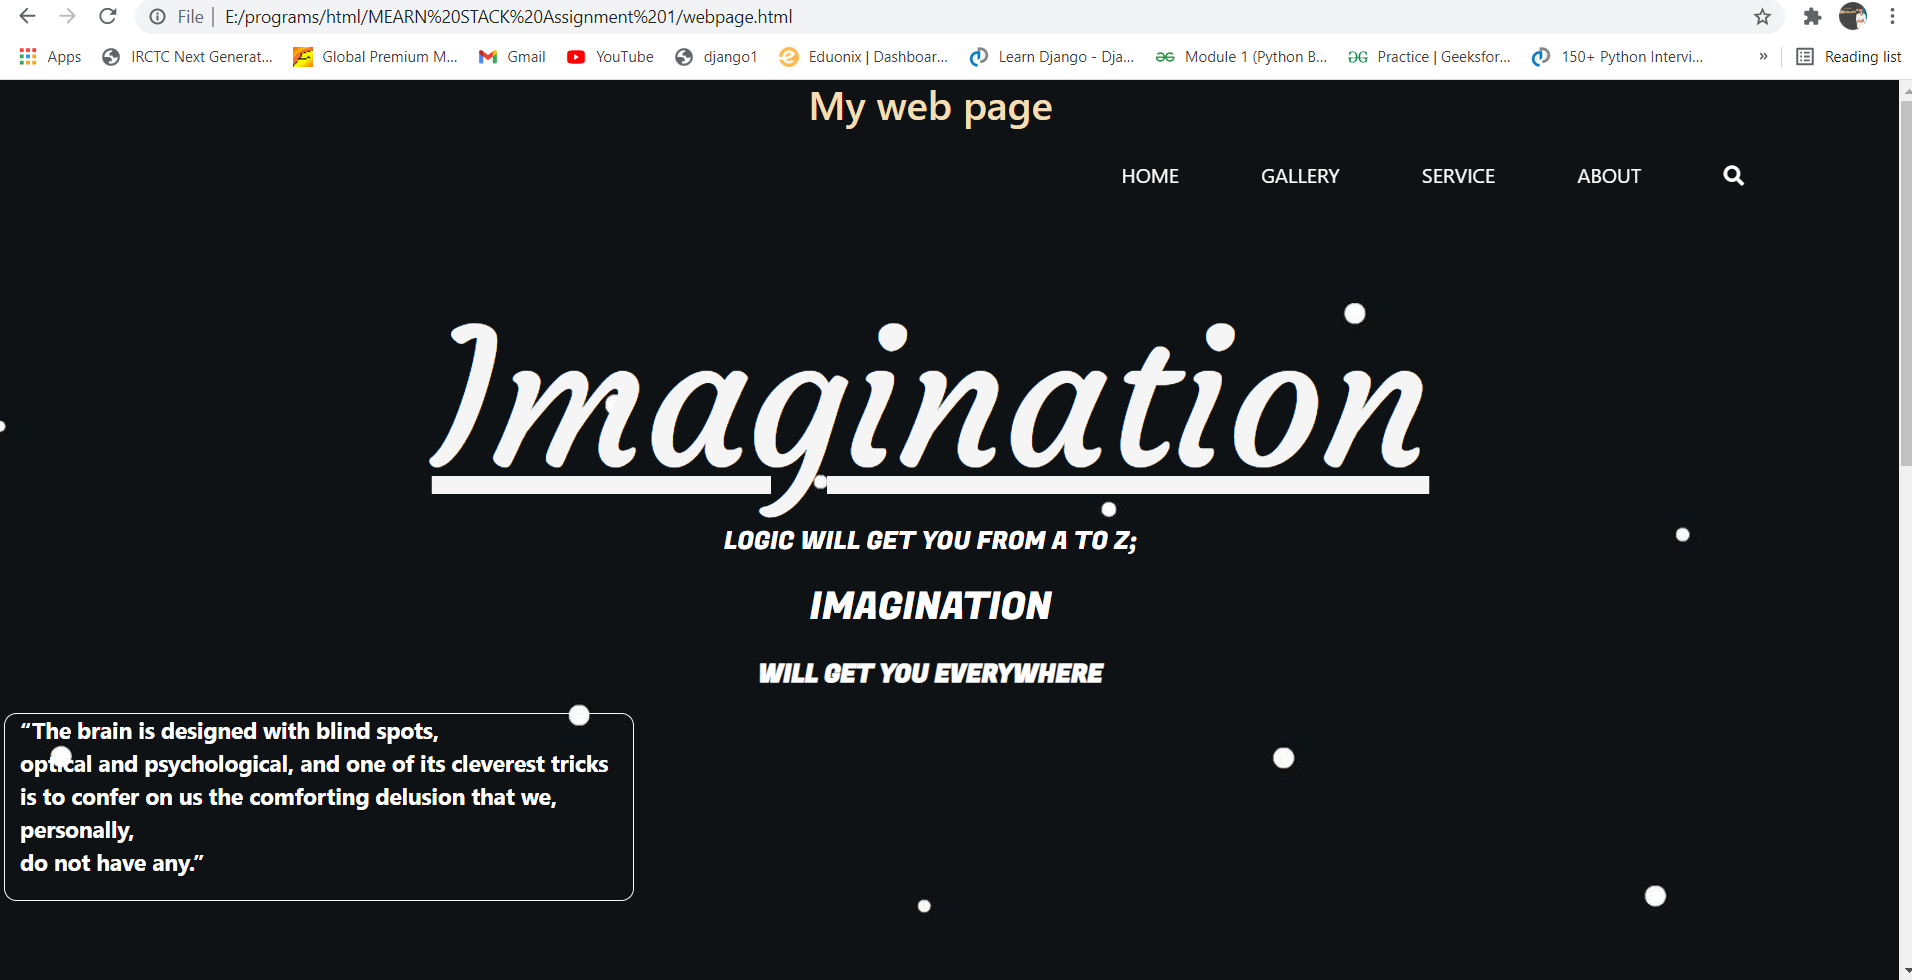 File | E:/programs/html/MEARN%20STACK%20Assignment%201/webpage.html
Apps IRCTC Next Generat... Global Premium M... Gmail YouTube django1 Eduonix | Dashboar... Learn Django - Dja... Module 1 (Python B... Practice | Geeksfor... 150+ Python Intervi... » Reading list
My web page
HOME GALLERY SERVICE ABOUT
Imagination
LOGIC WILL GET YOU FROM A TO Z;
IMAGINATION
WILL GET YOU EVERYWHERE
“The brain is designed with blind spots,
optical and psychological, and one of its cleverest tricks
is to confer on us the comforting delusion that we,
personally,
do not have any.”